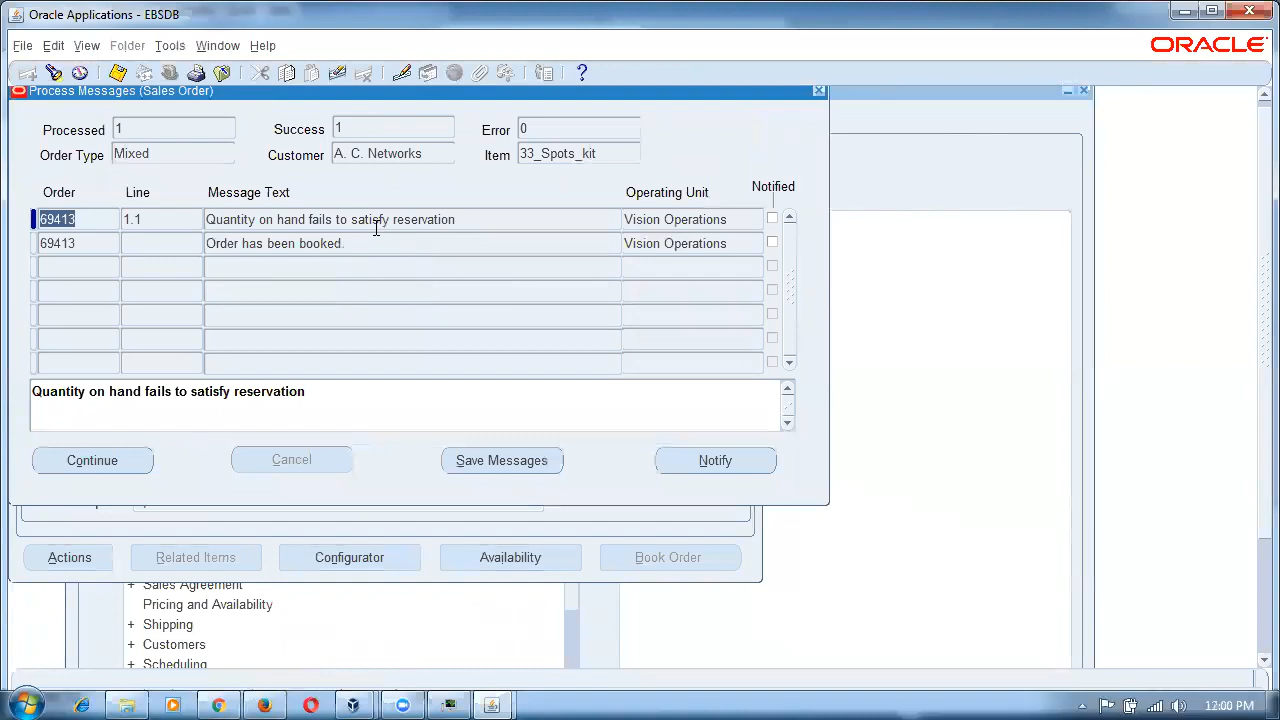 Oracle Applications - EBSDB
File Edit View Folder Tools Window Help
ORACLE
Process Messages (Sales Order)
Processed 1 Success 1 Error 0
Order Type Mixed Customer A. C. Networks Item 33_Spots_kit
Order Line Message Text Operating Unit Notified
69413 1.1 Quantity on hand fails to satisfy reservation Vision Operations
69413 Order has been booked. Vision Operations
Quantity on hand fails to satisfy reservation
Continue Cancel Save Messages Notify
Actions Related Items Configurator Availability Book Order
+ Sales Agreement
Pricing and Availability
+ Shipping
+ Customers
+ Scheduling
12:00 PM